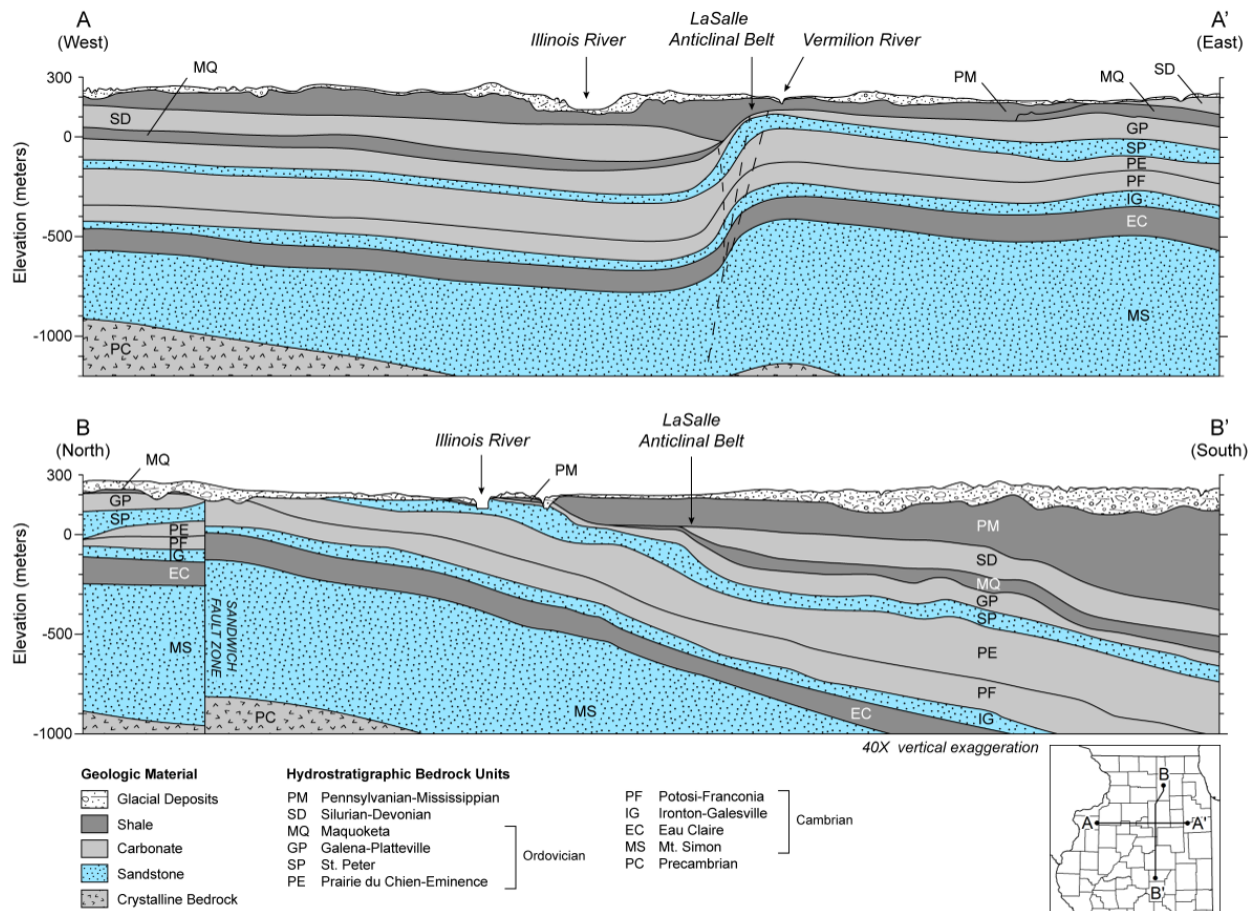 A
(West)
Illinois River
LaSalle
Anticlinal Belt
Vermilion River
A'
(East)
MQ
PM
MQ
SD
300
0
-500
-1000
Elevation (meters)
SD
PC
GP
SP
PE
PF
IG
EC
MS
B
(North)
Illinois River
LaSalle
Anticlinal Belt
B'
(South)
MQ
PM
300
0
-500
-1000
Elevation (meters)
GP
SP
PE
PF
IG
EC
MS
SANDWICH
FAULT ZONE
PC
MS
EC
PM
SD
MQ
GP
SP
PE
PF
IG
40X vertical exaggeration
Geologic Material
Glacial Deposits
Shale
Carbonate
Sandstone
Crystalline Bedrock
Hydrostratigraphic Bedrock Units
PM Pennsylvanian-Mississippian
SD Silurian-Devonian
MQ Maquoketa
GP Galena-Platteville
SP St. Peter
PE Prairie du Chien-Eminence
Ordovician
PF Potosi-Franconia
IG Ironton-Galesville
EC Eau Claire
MS Mt. Simon
PC Precambrian
Cambrian
B
A
A'
B'